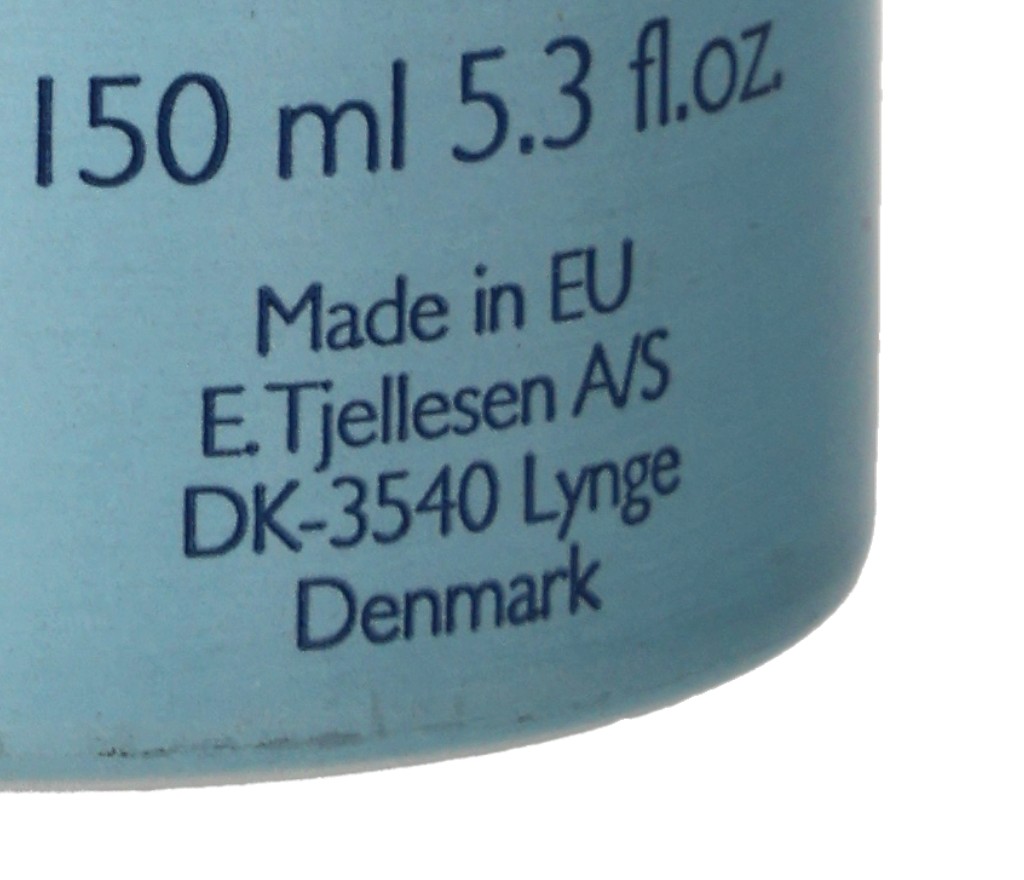 150 ml 5.3 fl.oz.
Made in EU
E.Tjellesen A/S
DK-3540 Lynge
Denmark